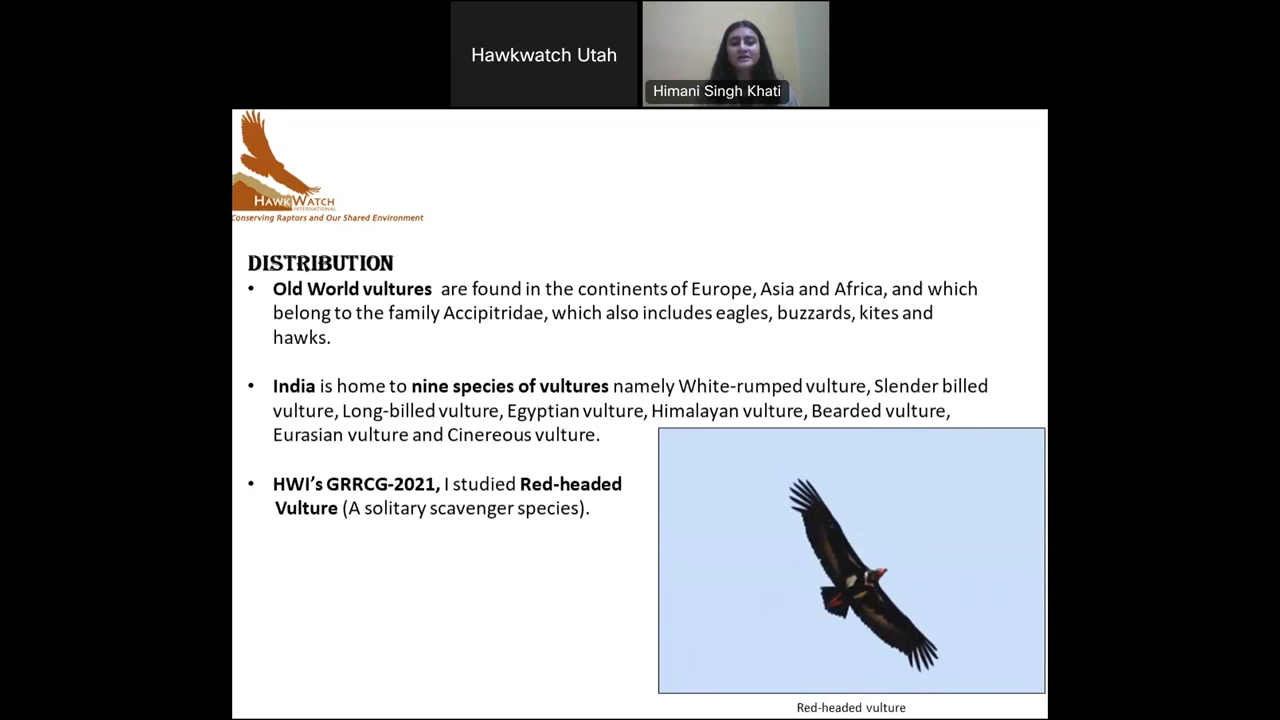 Hawkwatch Utah
Himani Singh Khati
HAWKWATCH
INTERNATIONAL
Conserving Raptors and Our Shared Environment
DISTRIBUTION
• Old World vultures are found in the continents of Europe, Asia and Africa, and which
belong to the family Accipitridae, which also includes eagles, buzzards, kites and
hawks.
• India is home to nine species of vultures namely White-rumped vulture, Slender billed
vulture, Long-billed vulture, Egyptian vulture, Himalayan vulture, Bearded vulture,
Eurasian vulture and Cinereous vulture.
• HWI's GRRCG-2021, I studied Red-headed
Vulture (A solitary scavenger species).
Red-headed vulture